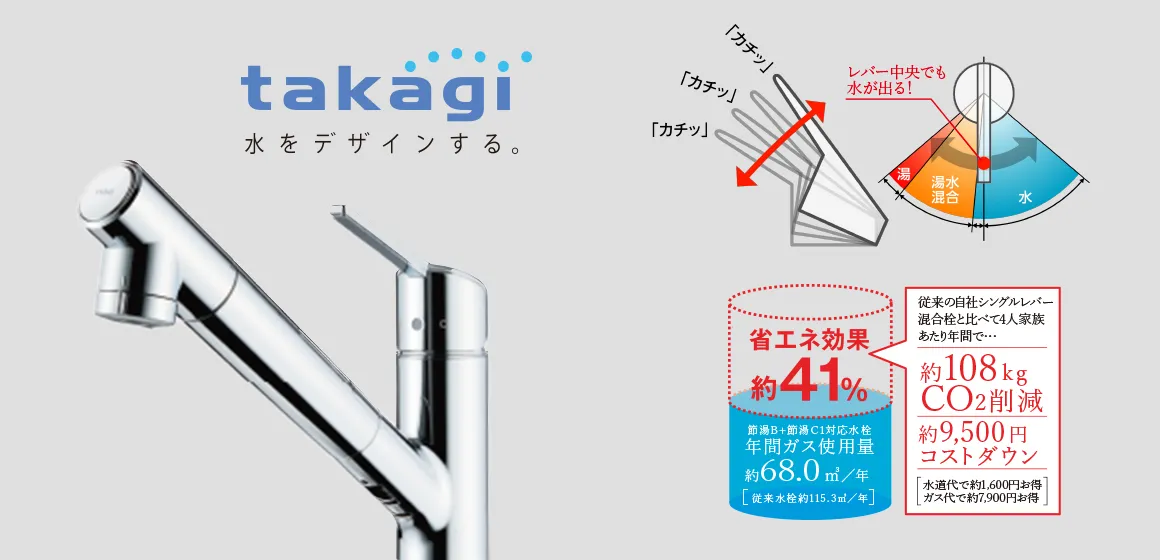 takagi
水をデザインする。
「カチッ」
「カチッ」
「カチッ」
レバー中央でも
水が出る!
湯
湯水
混合
水
省エネ効果
約41%
節湯B+節湯C1対応水栓
年間ガス使用量
約68.0㎥／年
[従来水栓約115.3㎥／年]
従来の自社シングルレバー
混合栓と比べて4人家族
あたり年間で…
約108kg
CO2削減
約9,500円
コストダウン
[水道代で約1,600円お得
ガス代で約7,900円お得]